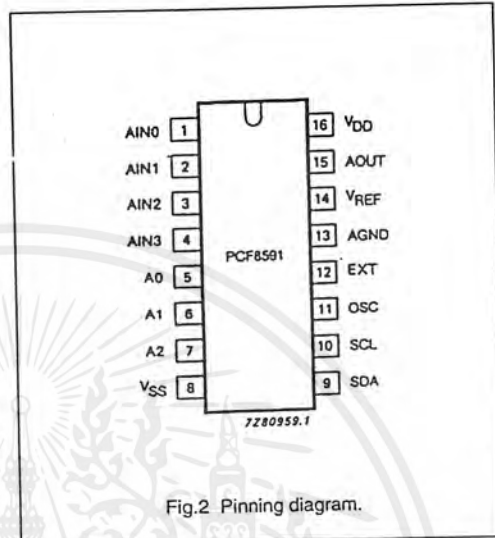 AIN0 1
AIN1 2
AIN2 3
AIN3 4
A0 5
A1 6
A2 7
VSS 8
PCF8591
16 VDD
15 AOUT
14 VREF
13 AGND
12 EXT
11 OSC
10 SCL
9 SDA
7Z80959.1
Fig.2 Pinning diagram.